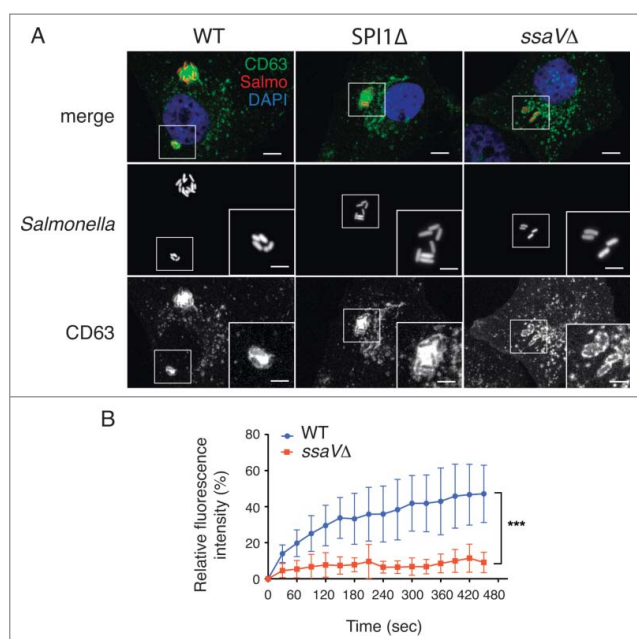 A
WT
SPI1Δ
ssaVΔ
CD63
Salmo
DAPI
merge
Salmonella
CD63
B
WT
ssaVΔ
Relative fluorescence
intensity (%)
80
60
40
20
0
***
0 60 120 180 240 300 360 420 480
Time (sec)